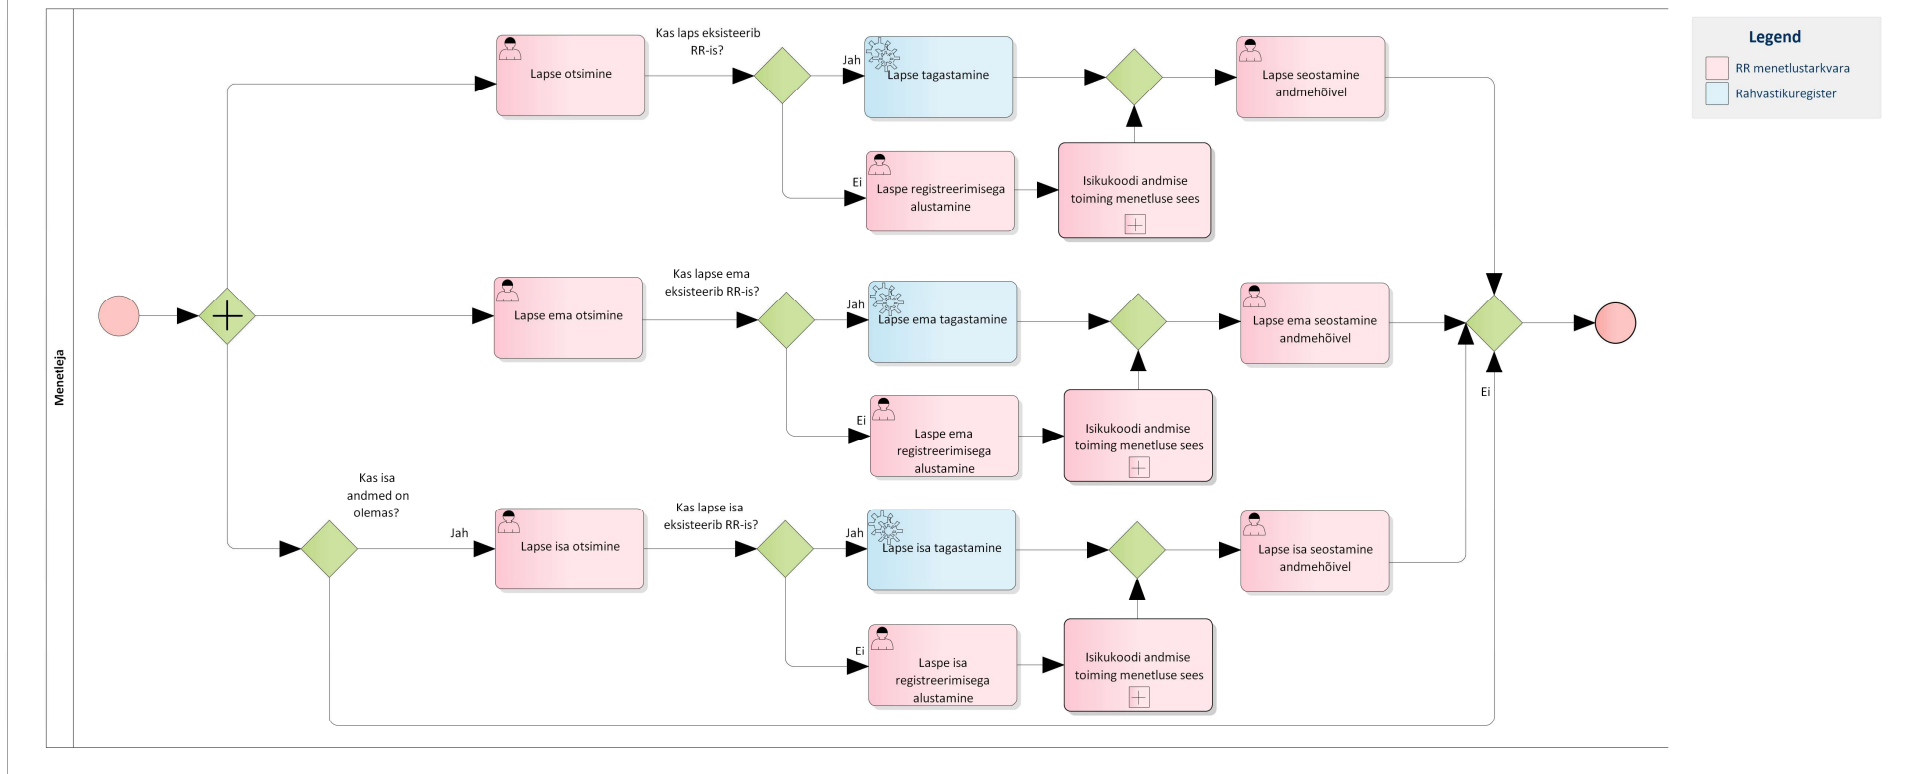 Menetleja
Kas laps eksisteerib
RR-is?
Lapse otsimine
Jah
Lapse tagastamine
Lapse seostamine
andmehõivel
Ei
Laspe registreerimisega
alustamine
Isikukoodi andmise
toiming menetluse sees
Kas lapse ema
eksisteerib RR-is?
Lapse ema otsimine
Jah
Lapse ema tagastamine
Lapse ema seostamine
andmehõivel
Ei
Laspe ema
registreerimisega
alustamine
Isikukoodi andmise
toiming menetluse sees
Ei
Kas isa
andmed on
olemas?
Jah
Kas lapse isa
eksisteerib RR-is?
Lapse isa otsimine
Jah
Lapse isa tagastamine
Lapse isa seostamine
andmehõivel
Ei
Laspe isa
registreerimisega
alustamine
Isikukoodi andmise
toiming menetluse sees
Legend
RR menetlustarkvara
Rahvastikuregister